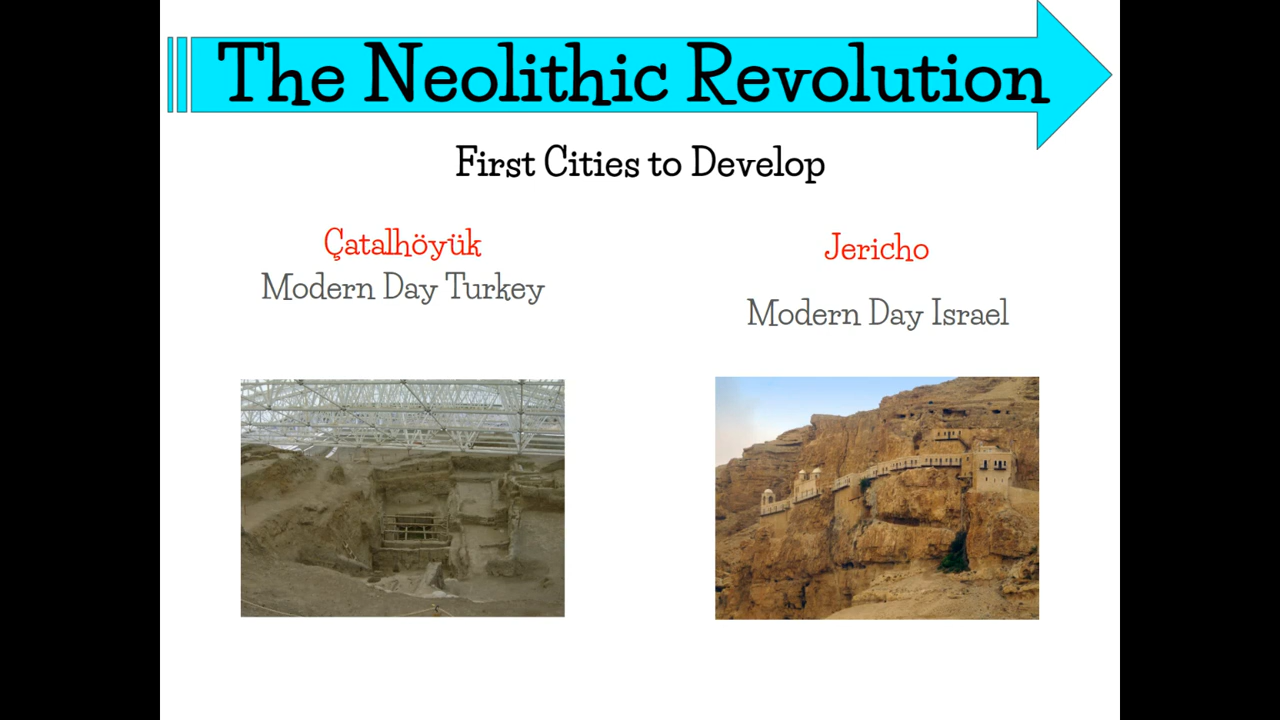 The Neolithic Revolution
First Cities to Develop
Çatalhöyük
Modern Day Turkey
Jericho
Modern Day Israel